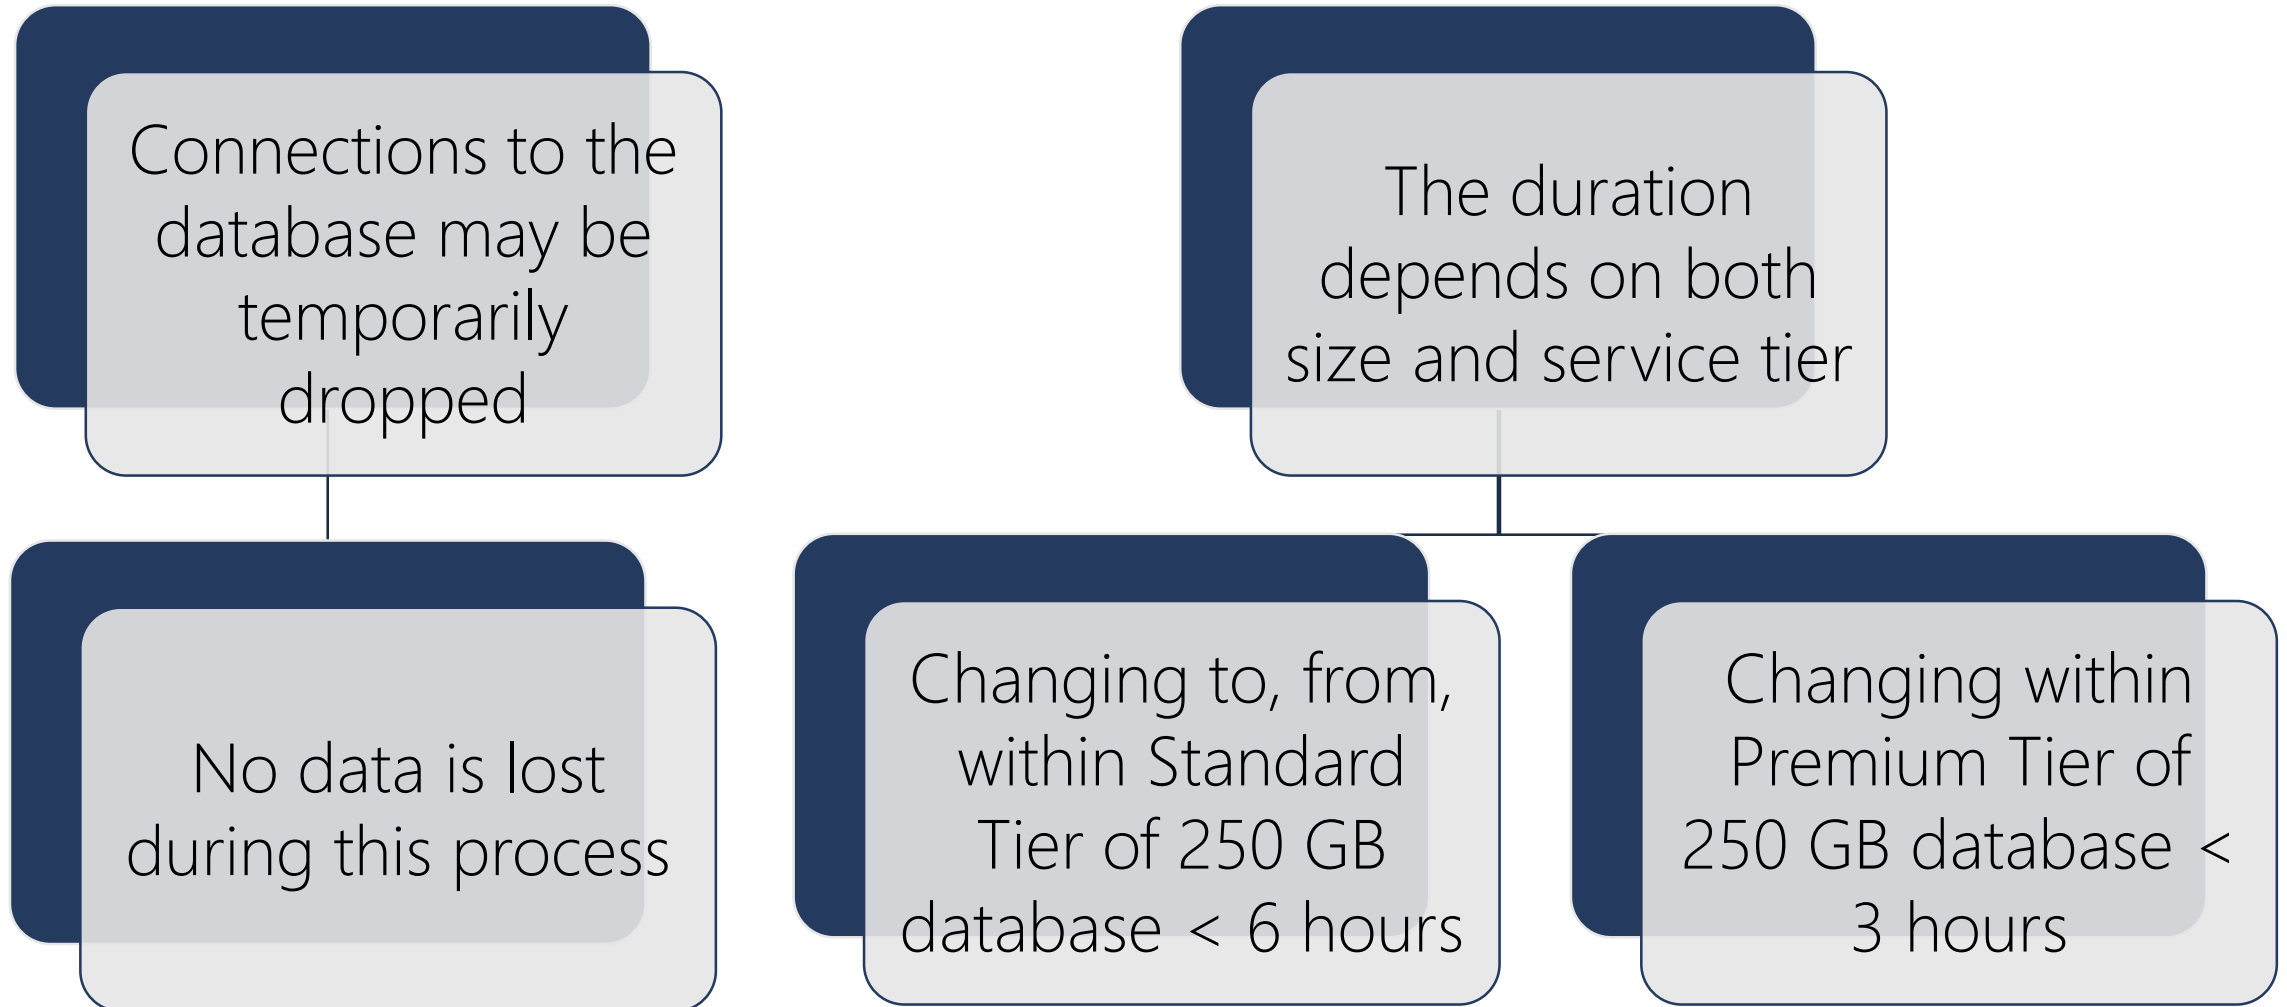 Connections to the
database may be
temporarily
dropped
No data is lost
during this process
The duration
depends on both
size and service tier
Changing to, from,
within Standard
Tier of 250 GB
database < 6 hours
Changing within
Premium Tier of
250 GB database <
3 hours